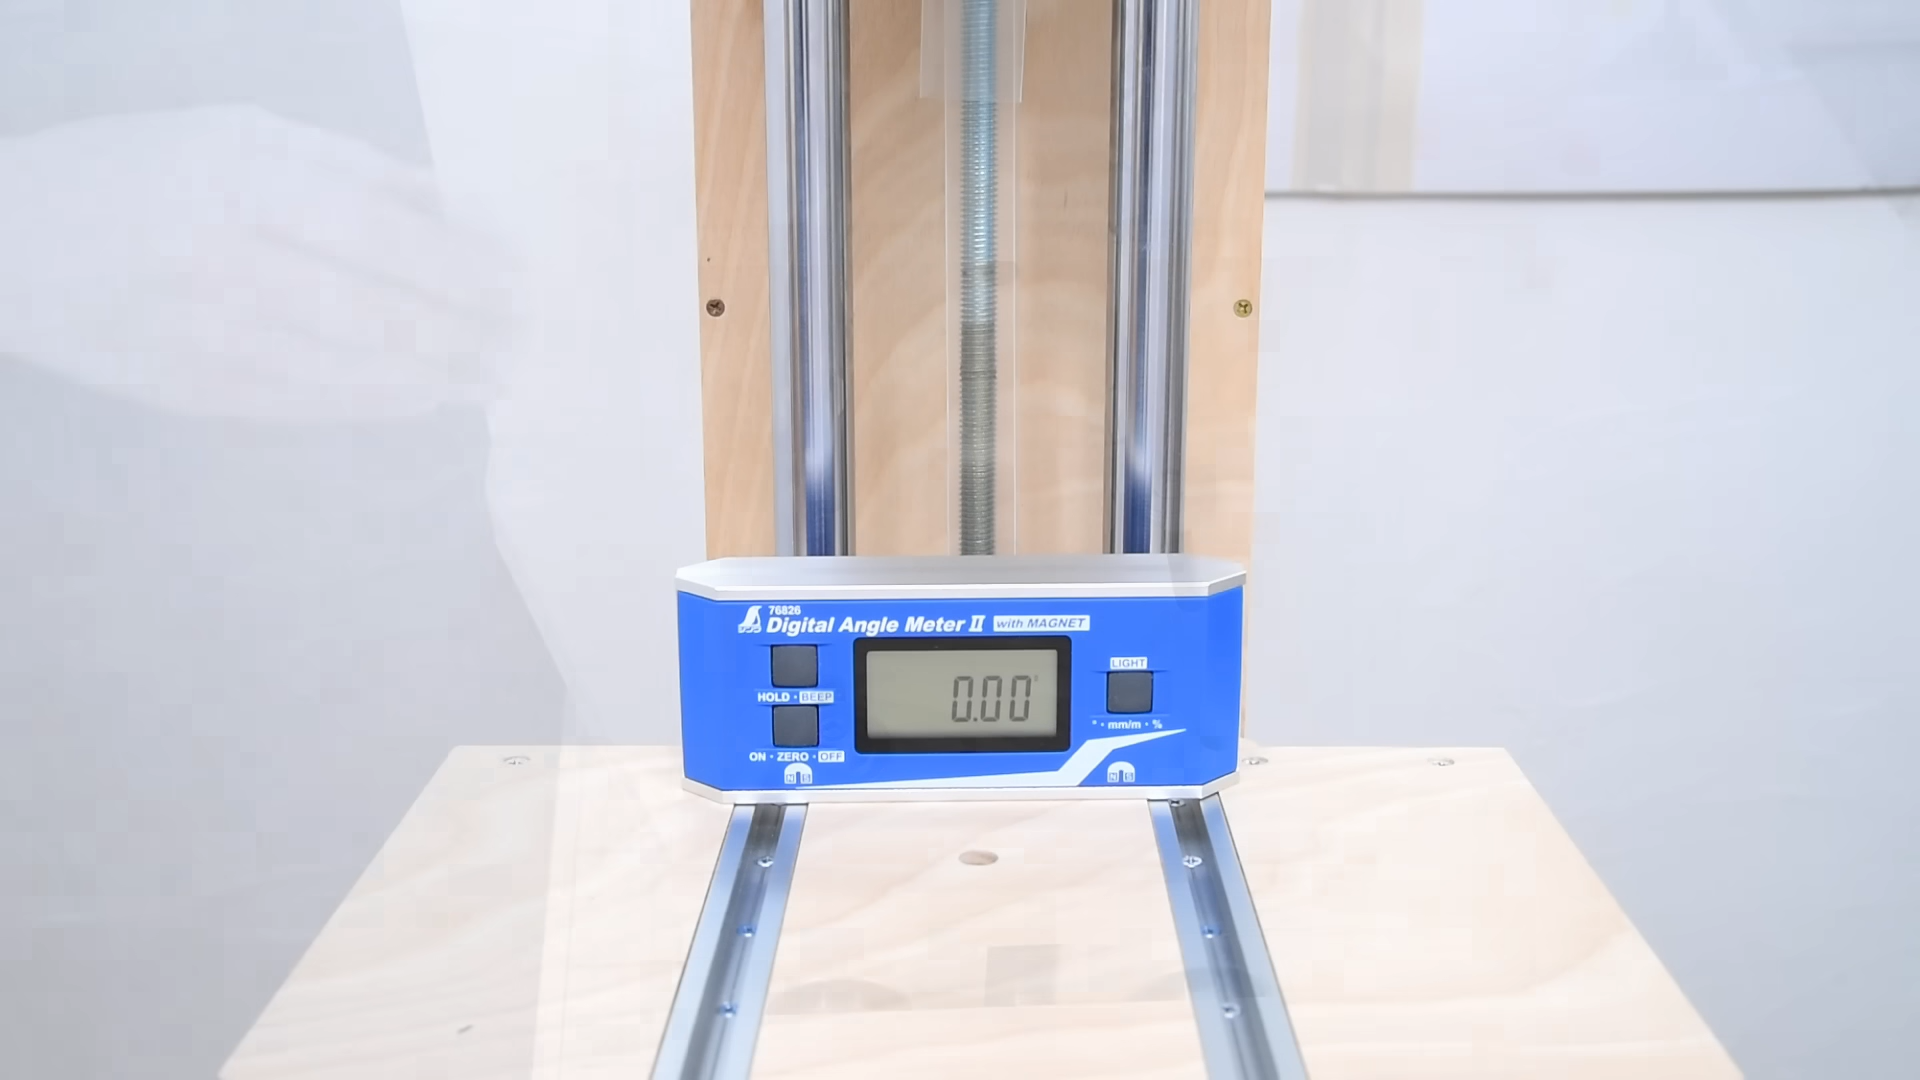 76826
Digital Angle Meter II with MAGNET
LIGHT
0.00°
HOLD・BEEP
°・mm/m・%
ON・ZERO・OFF
N S
N S